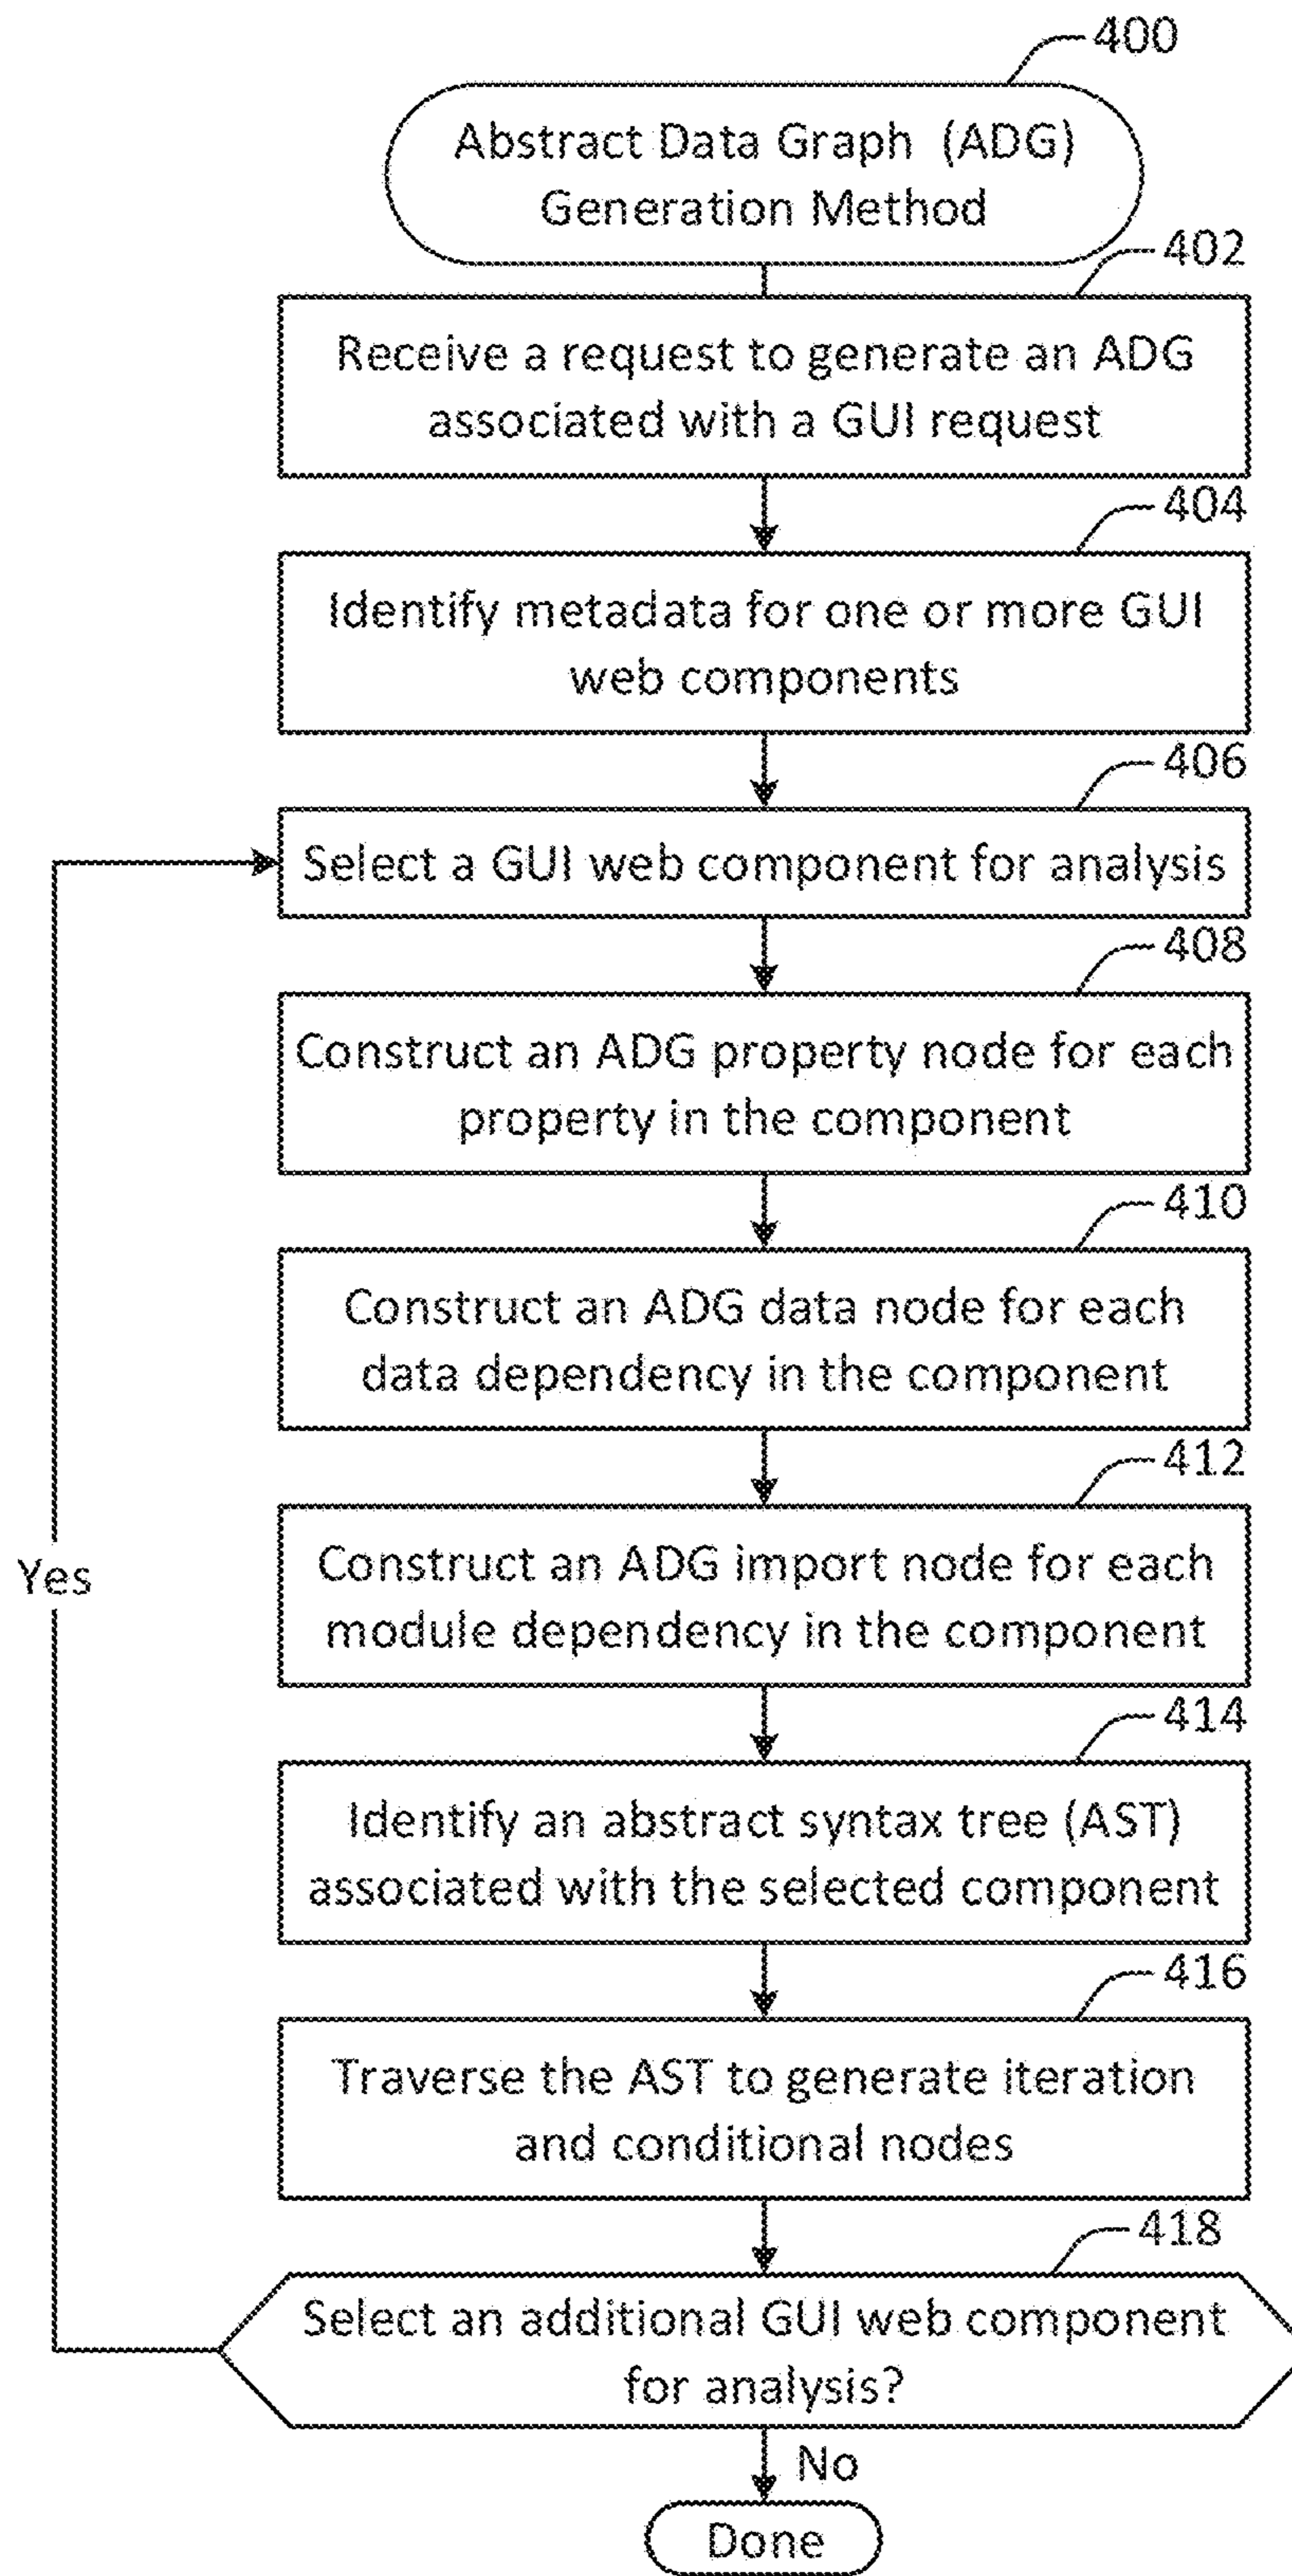 400
Abstract Data Graph (ADG)
Generation Method
402
Receive a request to generate an ADG
associated with a GUI request
404
Identify metadata for one or more GUI
web components
406
Select a GUI web component for analysis
408
Construct an ADG property node for each
property in the component
410
Construct an ADG data node for each
data dependency in the component
412
Construct an ADG import node for each
module dependency in the component
Yes
414
Identify an abstract syntax tree (AST)
associated with the selected component
416
Traverse the AST to generate iteration
and conditional nodes
418
Select an additional GUI web component
for analysis?
No
Done